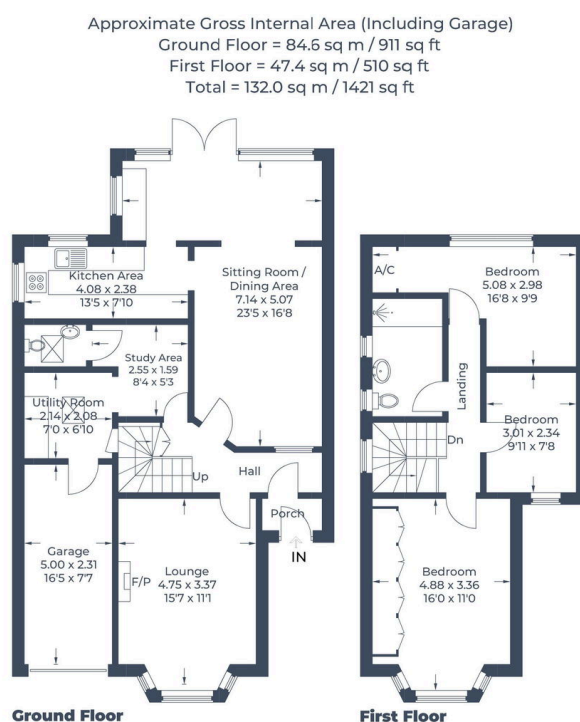 Approximate Gross Internal Area (Including Garage)
Ground Floor = 84.6 sq m / 911 sq ft
First Floor = 47.4 sq m / 510 sq ft
Total = 132.0 sq m / 1421 sq ft
Kitchen Area
4.08 x 2.38
13'5 x 7'10
Sitting Room /
Dining Area
7.14 x 5.07
23'5 x 16'8
Study Area
2.55 x 1.59
8'4 x 5'3
Utility Room
2.14 x 2.08
7'0 x 6'10
Up
Hall
Porch
IN
Garage
5.00 x 2.31
16'5 x 7'7
F/P
Lounge
4.75 x 3.37
15'7 x 11'1
Ground Floor
A/C
Bedroom
5.08 x 2.98
16'8 x 9'9
Landing
Bedroom
3.01 x 2.34
9'11 x 7'8
Dn
Bedroom
4.88 x 3.36
16'0 x 11'0
First Floor